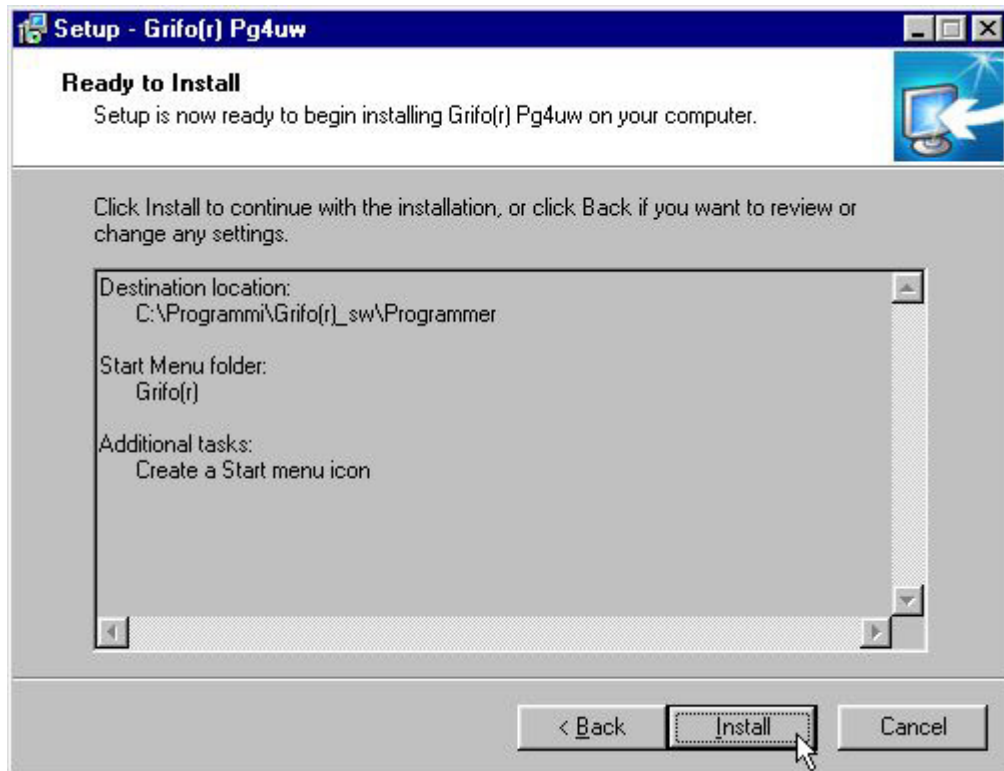 Setup - Grifo(r) Pg4uw
Ready to Install
Setup is now ready to begin installing Grifo(r) Pg4uw on your computer.
Click Install to continue with the installation, or click Back if you want to review or
change any settings.
Destination location:
C:\Programmi\Grifo(r)_sw\Programmer
Start Menu folder:
Grifo(r)
Additional tasks:
Create a Start menu icon
< Back Install Cancel